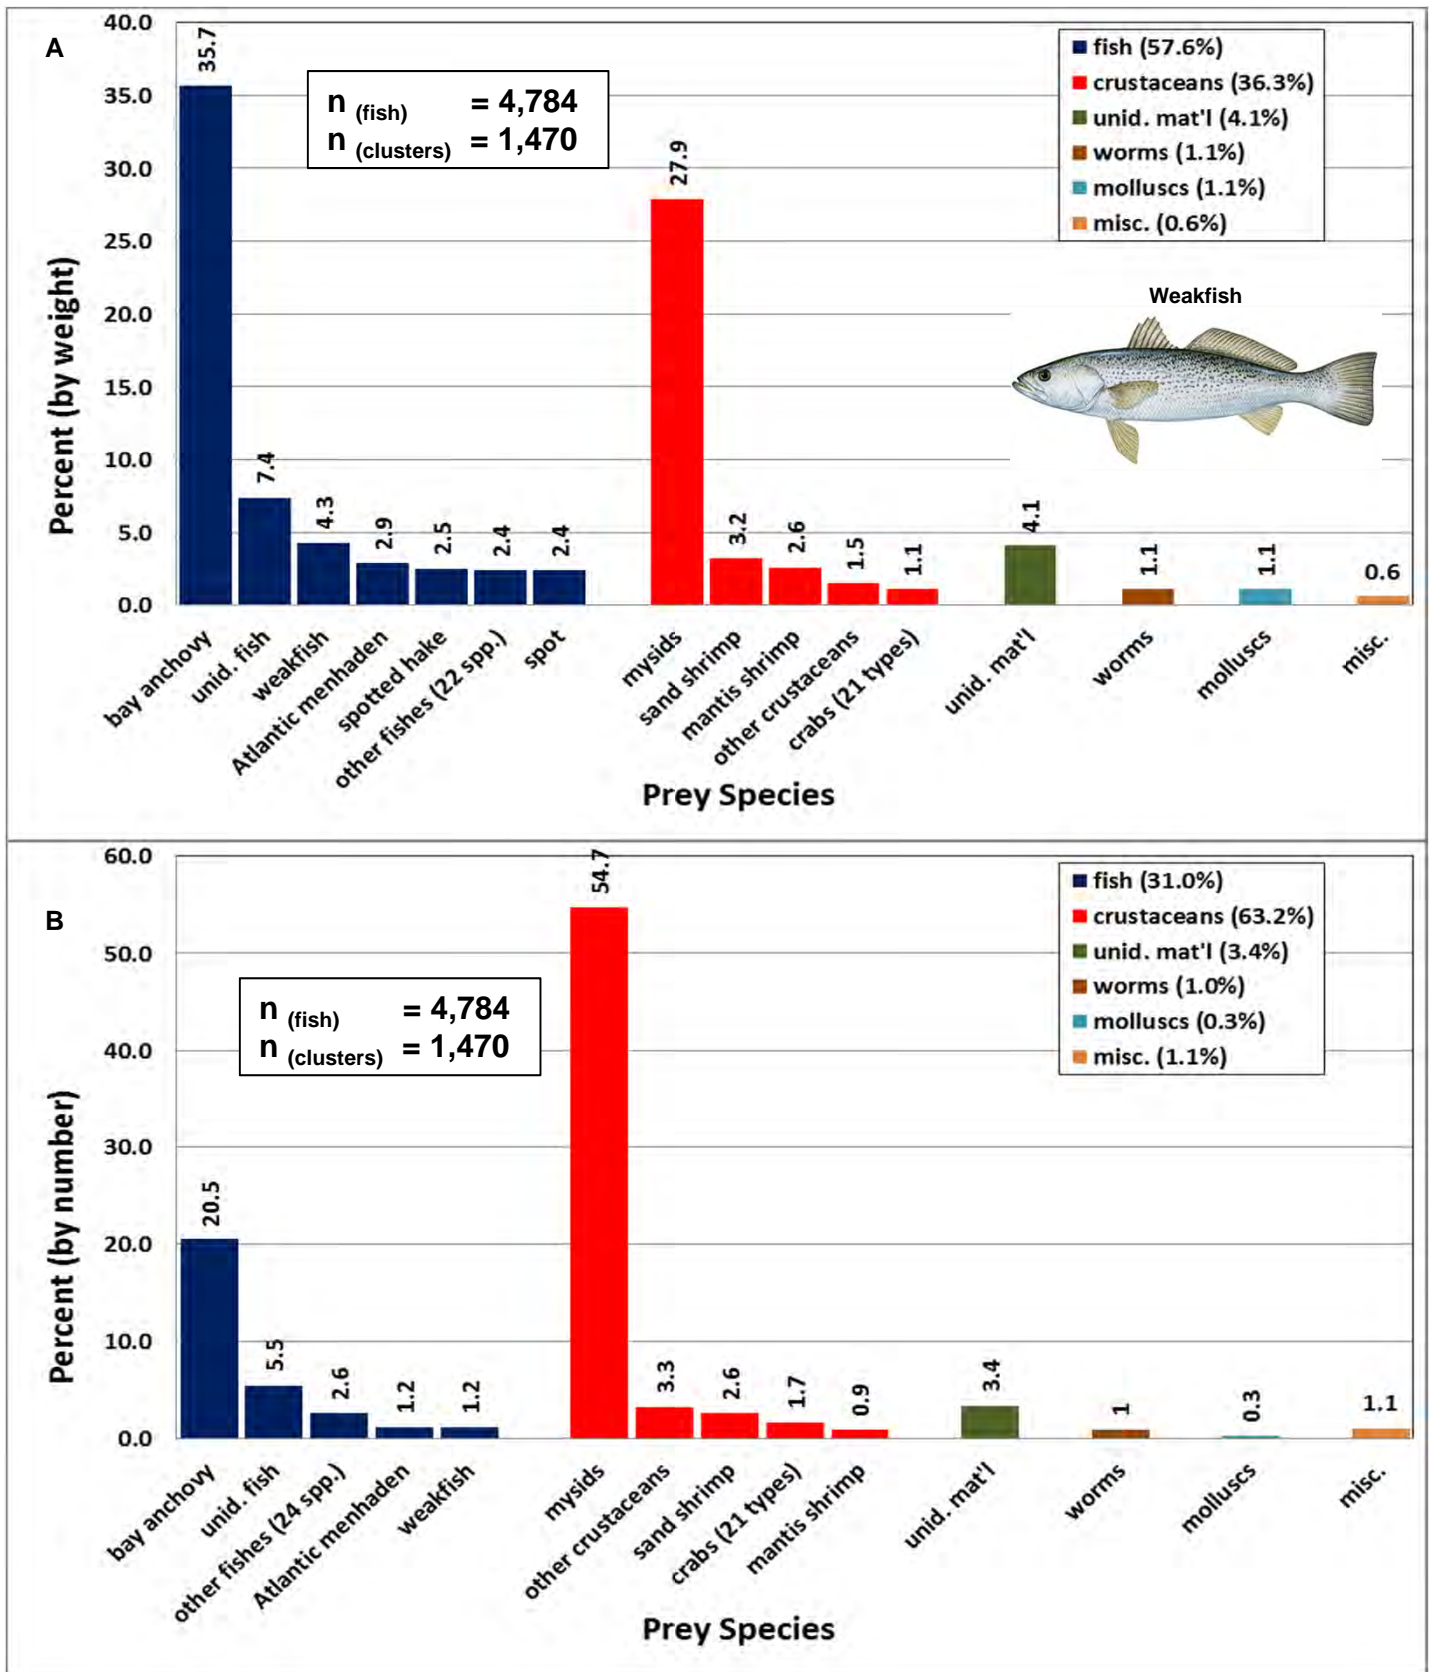 A
40.0
35.0
30.0
25.0
20.0
15.0
10.0
5.0
0.0
Percent (by weight)
n (fish) = 4,784
n (clusters) = 1,470
fish (57.6%)
crustaceans (36.3%)
unid. mat'l (4.1%)
worms (1.1%)
molluscs (1.1%)
misc. (0.6%)
Weakfish
35.7
7.4
4.3
2.9
2.5
2.4
2.4
27.9
3.2
2.6
1.5
1.1
4.1
1.1
1.1
0.6
bay anchovy
unid. fish
weakfish
Atlantic menhaden
spotted hake
other fishes (22 spp.)
spot
mysids
sand shrimp
mantis shrimp
other crustaceans
crabs (21 types)
unid. mat'l
worms
molluscs
misc.
Prey Species
B
60.0
50.0
40.0
30.0
20.0
10.0
0.0
Percent (by number)
n (fish) = 4,784
n (clusters) = 1,470
fish (31.0%)
crustaceans (63.2%)
unid. mat'l (3.4%)
worms (1.0%)
molluscs (0.3%)
misc. (1.1%)
20.5
5.5
2.6
1.2
1.2
54.7
3.3
2.6
1.7
0.9
3.4
1
0.3
1.1
bay anchovy
unid. fish
other fishes (24 spp.)
Atlantic menhaden
weakfish
mysids
other crustaceans
sand shrimp
crabs (21 types)
mantis shrimp
unid. mat'l
worms
molluscs
misc.
Prey Species